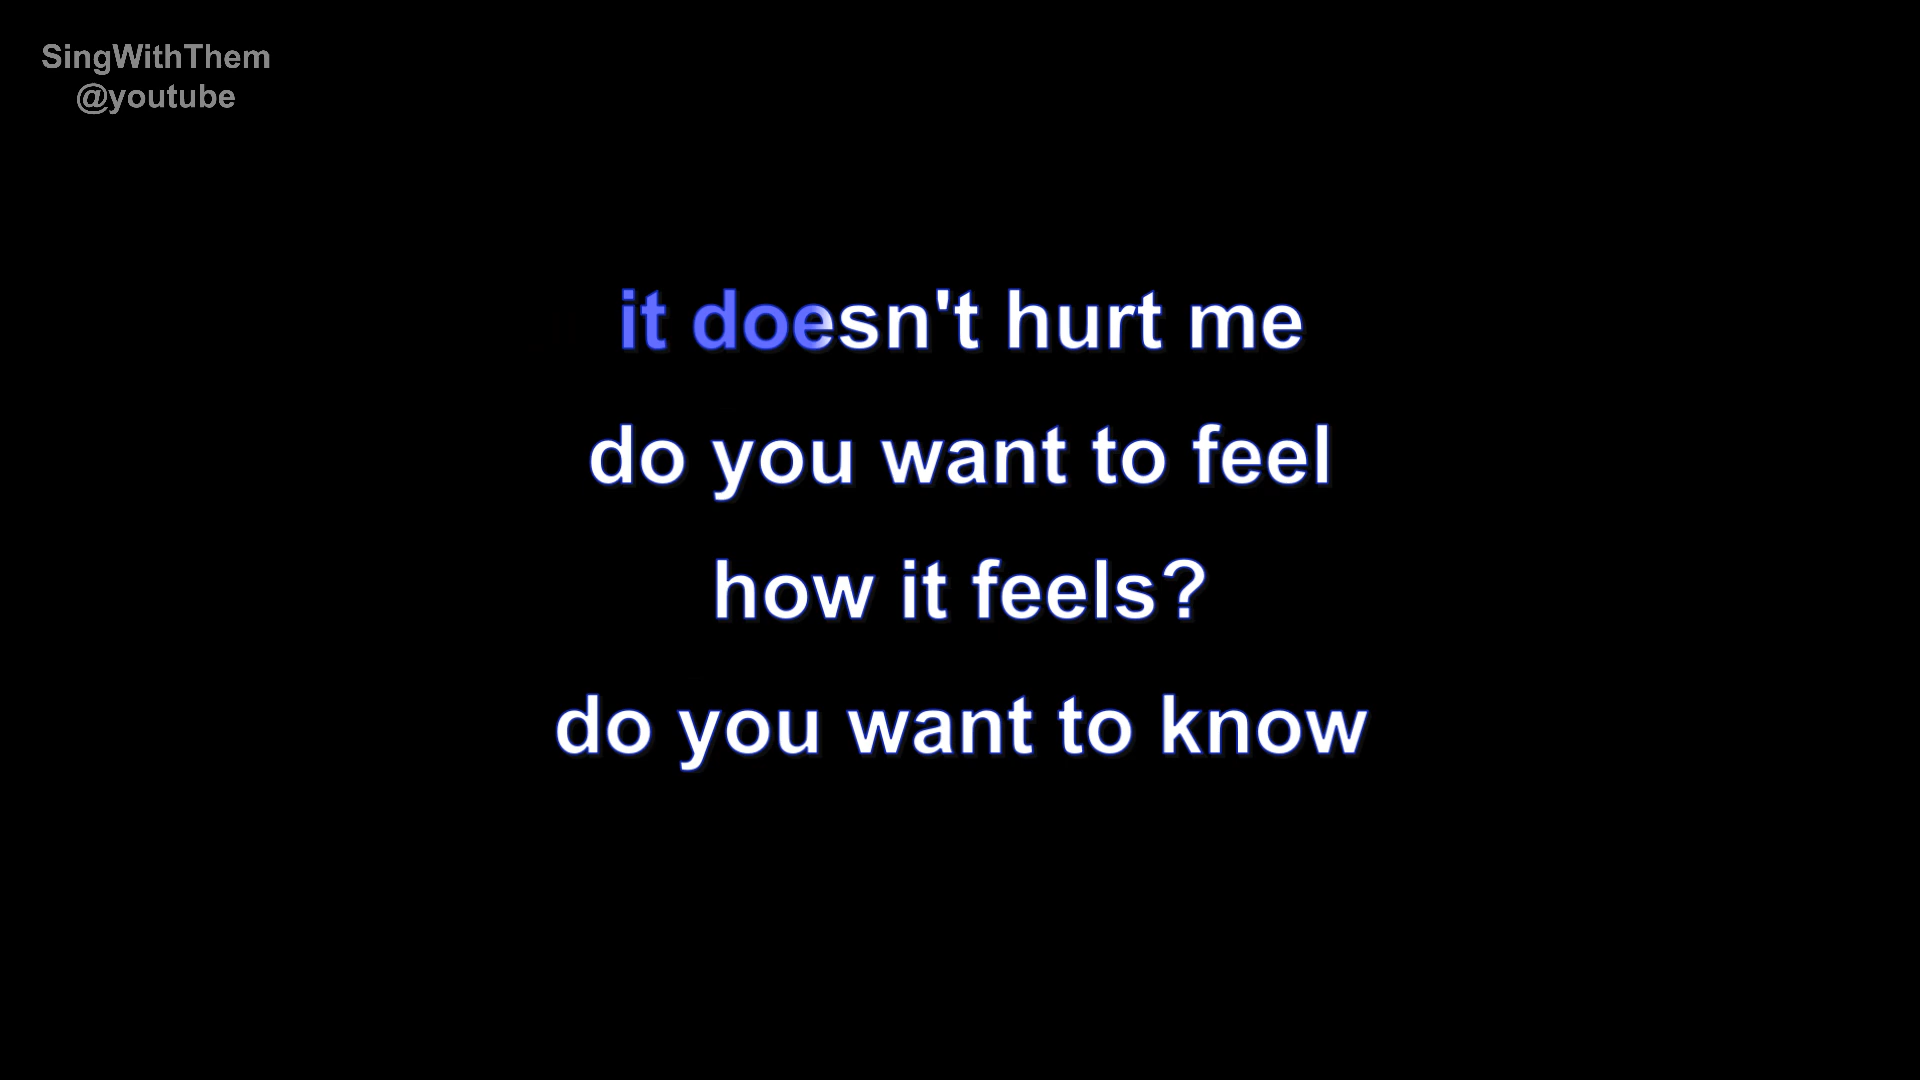 SingWithThem
@youtube
it doesn't hurt me
do you want to feel
how it feels?
do you want to know